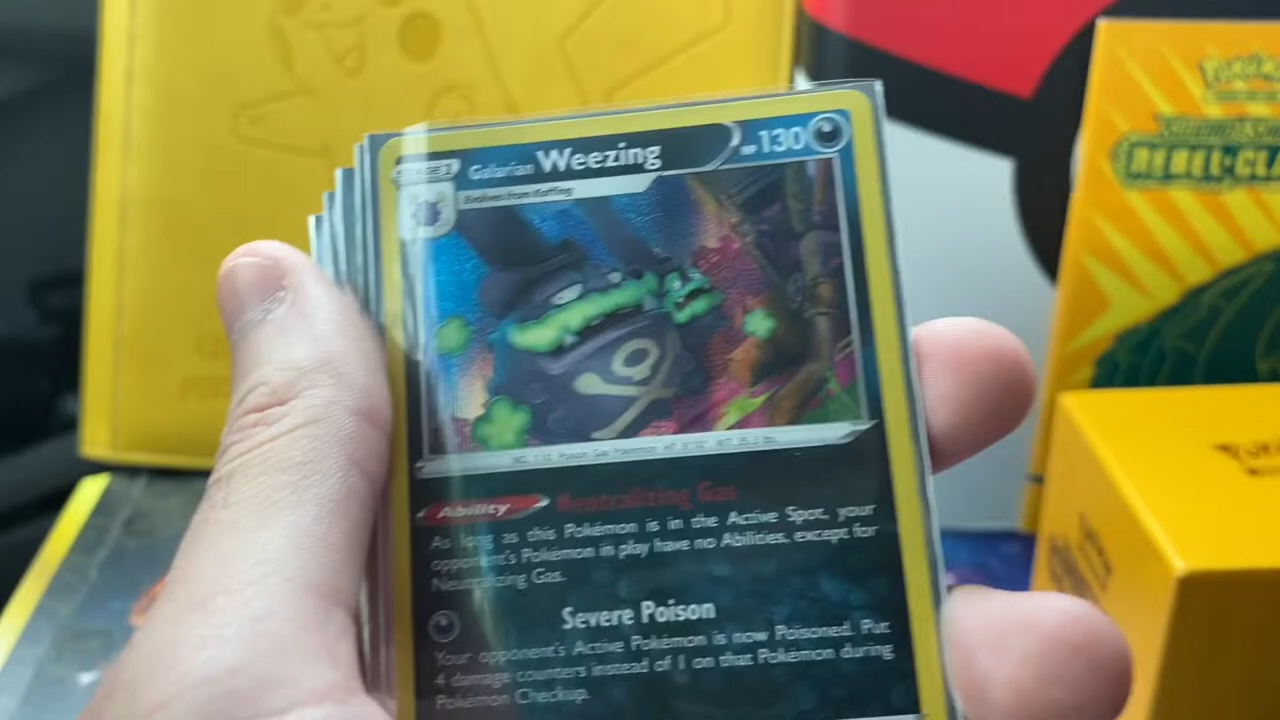 Galarian Weezing
HP 130
Evolves from Koffing
Ability Neutralizing Gas
As long as this Pokémon is in the Active Spot, your
opponent's Pokémon in play have no Abilities, except for
Neutralizing Gas.
Severe Poison
Your opponent's Active Pokémon is now Poisoned. Put
4 damage counters instead of 1 on that Pokémon during
Pokémon Checkup.
REBEL CLA